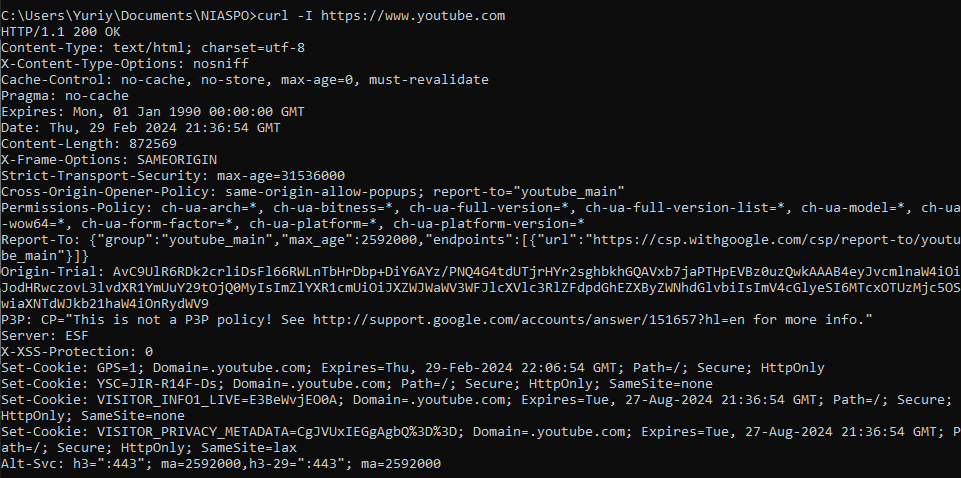 C:\Users\Yuriy\Documents\NIASPO>curl -I https://www.youtube.com
HTTP/1.1 200 OK
Content-Type: text/html; charset=utf-8
X-Content-Type-Options: nosniff
Cache-Control: no-cache, no-store, max-age=0, must-revalidate
Pragma: no-cache
Expires: Mon, 01 Jan 1990 00:00:00 GMT
Date: Thu, 29 Feb 2024 21:36:54 GMT
Content-Length: 872569
X-Frame-Options: SAMEORIGIN
Strict-Transport-Security: max-age=31536000
Cross-Origin-Opener-Policy: same-origin-allow-popups; report-to="youtube_main"
Permissions-Policy: ch-ua-arch=*, ch-ua-bitness=*, ch-ua-full-version=*, ch-ua-full-version-list=*, ch-ua-model=*, ch-ua
-wow64=*, ch-ua-form-factor=*, ch-ua-platform=*, ch-ua-platform-version=*
Report-To: {"group":"youtube_main","max_age":2592000,"endpoints":[{"url":"https://csp.withgoogle.com/csp/report-to/youtu
be_main"}]}
Origin-Trial: AvC9UlR6RDk2crliDsFl66RWLnTbHrDbp+DiY6AYz/PNQ4G4tdUTjrHYr2sghbkhGQAVxb7jaPTHpEVBz0uzQwkAAAB4eyJvcmlnaW4iOi
JodHRwczovL3lvdXR1YmUuY29tOjQ0MyIsImZlYXR1cmUiOiJXZWJWaWV3WFJlcXVlc3RlZFdpdGhEZXByZWNhdGlvbiIsImV4cGlyeSI6MTcxOTUzMjc5OS
wiaXNTdWJkb21haW4iOnRydWV9
P3P: CP="This is not a P3P policy! See http://support.google.com/accounts/answer/151657?hl=en for more info."
Server: ESF
X-XSS-Protection: 0
Set-Cookie: GPS=1; Domain=.youtube.com; Expires=Thu, 29-Feb-2024 22:06:54 GMT; Path=/; Secure; HttpOnly
Set-Cookie: YSC=JIR-R14F-Ds; Domain=.youtube.com; Path=/; Secure; HttpOnly; SameSite=none
Set-Cookie: VISITOR_INFO1_LIVE=E3BeWvjEO0A; Domain=.youtube.com; Expires=Tue, 27-Aug-2024 21:36:54 GMT; Path=/; Secure;
HttpOnly; SameSite=none
Set-Cookie: VISITOR_PRIVACY_METADATA=CgJVUxIEGgAgbQ%3D%3D; Domain=.youtube.com; Expires=Tue, 27-Aug-2024 21:36:54 GMT; P
ath=/; Secure; HttpOnly; SameSite=lax
Alt-Svc: h3=":443"; ma=2592000,h3-29=":443"; ma=2592000